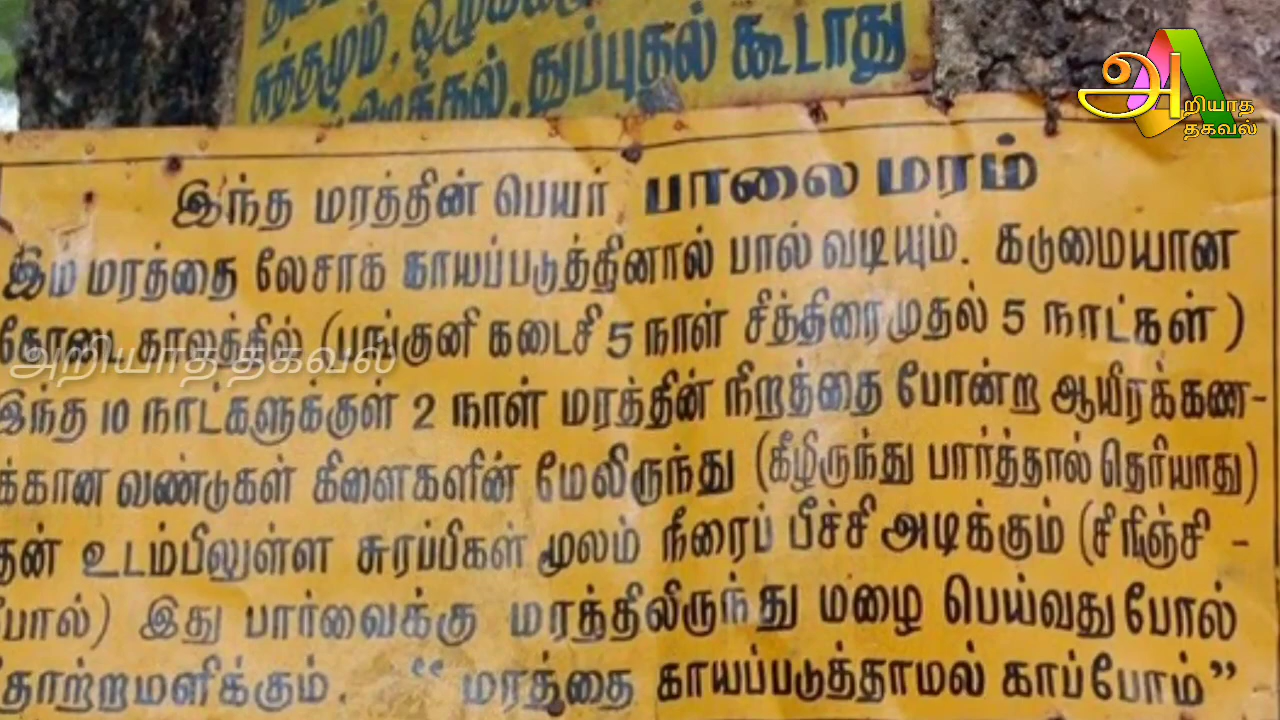 சுத்தமும், ஒழுக்கமு
துப்புதல் கூடாது
அறியாத
தகவல்
இந்த மரத்தின் பெயர் பாலை மரம்
இம் மரத்தை லேசாக காயப்படுத்தினால் பால் வடியும். கடுமையான
கோடை காலத்தில் (பங்குனி கடைசி 5 நாள் சித்திரை முதல் 5 நாட்கள்)
அறியாத தகவல்
இந்த 10 நாட்களுக்குள் 2 நாள் மரத்தின் நிறத்தை போன்ற ஆயிரக்கண-
க்கான வண்டுகள் கிளைகளின் மேலிருந்து (கீழிருந்து பார்த்தால் தெரியாது)
தன் உடம்பிலுள்ள சுரப்பிகள் மூலம் நீரைப் பீச்சி அடிக்கும் (சிரிஞ்சி -
போல்) இது பார்வைக்கு மரத்திலிருந்து மழை பெய்வது போல்
தோற்றமளிக்கும். "மரத்தை காயப்படுத்தாமல் காப்போம்"